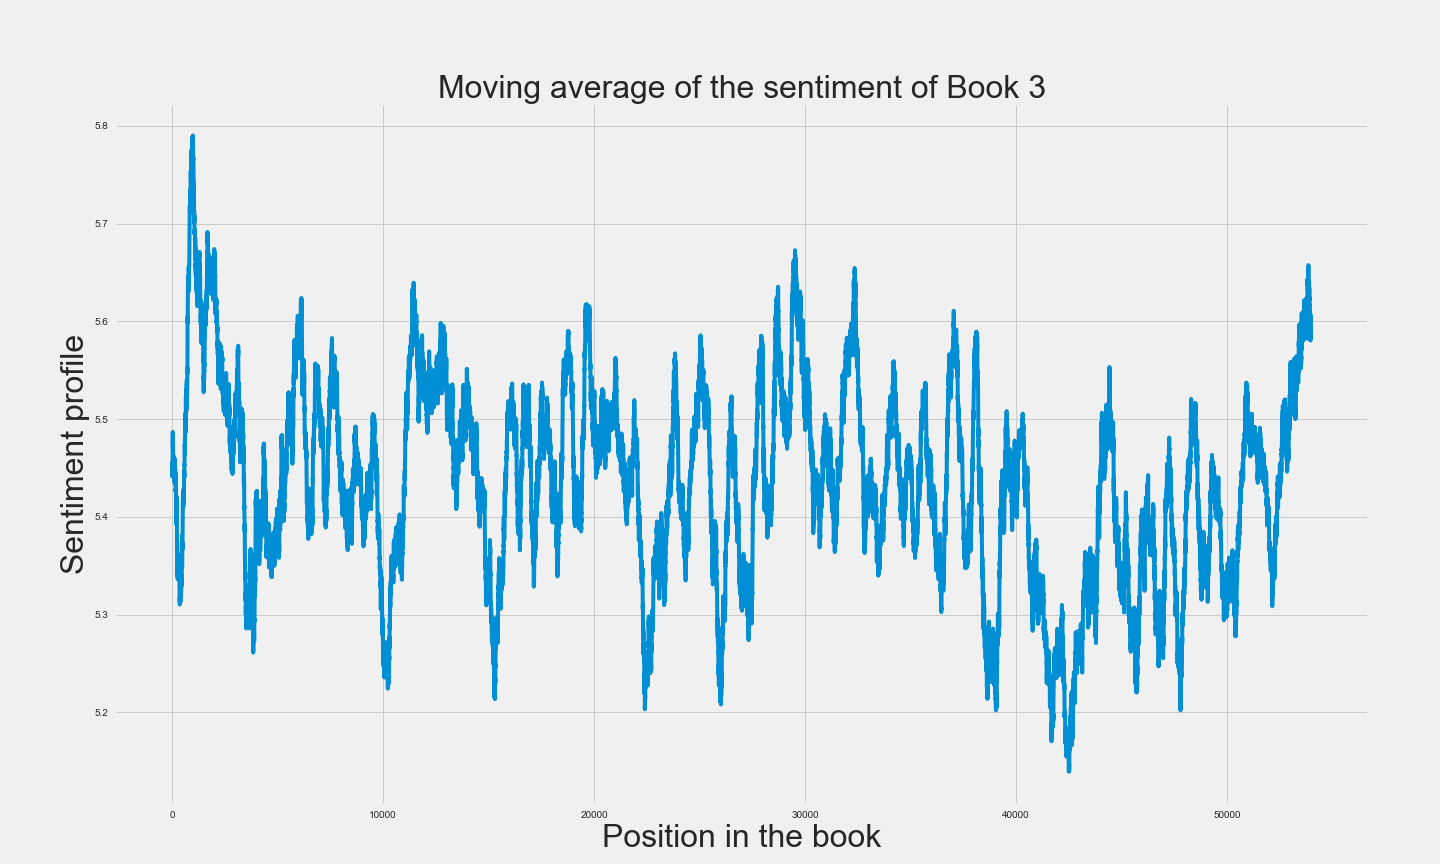 Moving average of the sentiment of Book 3
Sentiment profile
5.8
5.7
5.6
5.5
5.4
5.3
5.2
0 10000 20000 30000 40000 50000
Position in the book